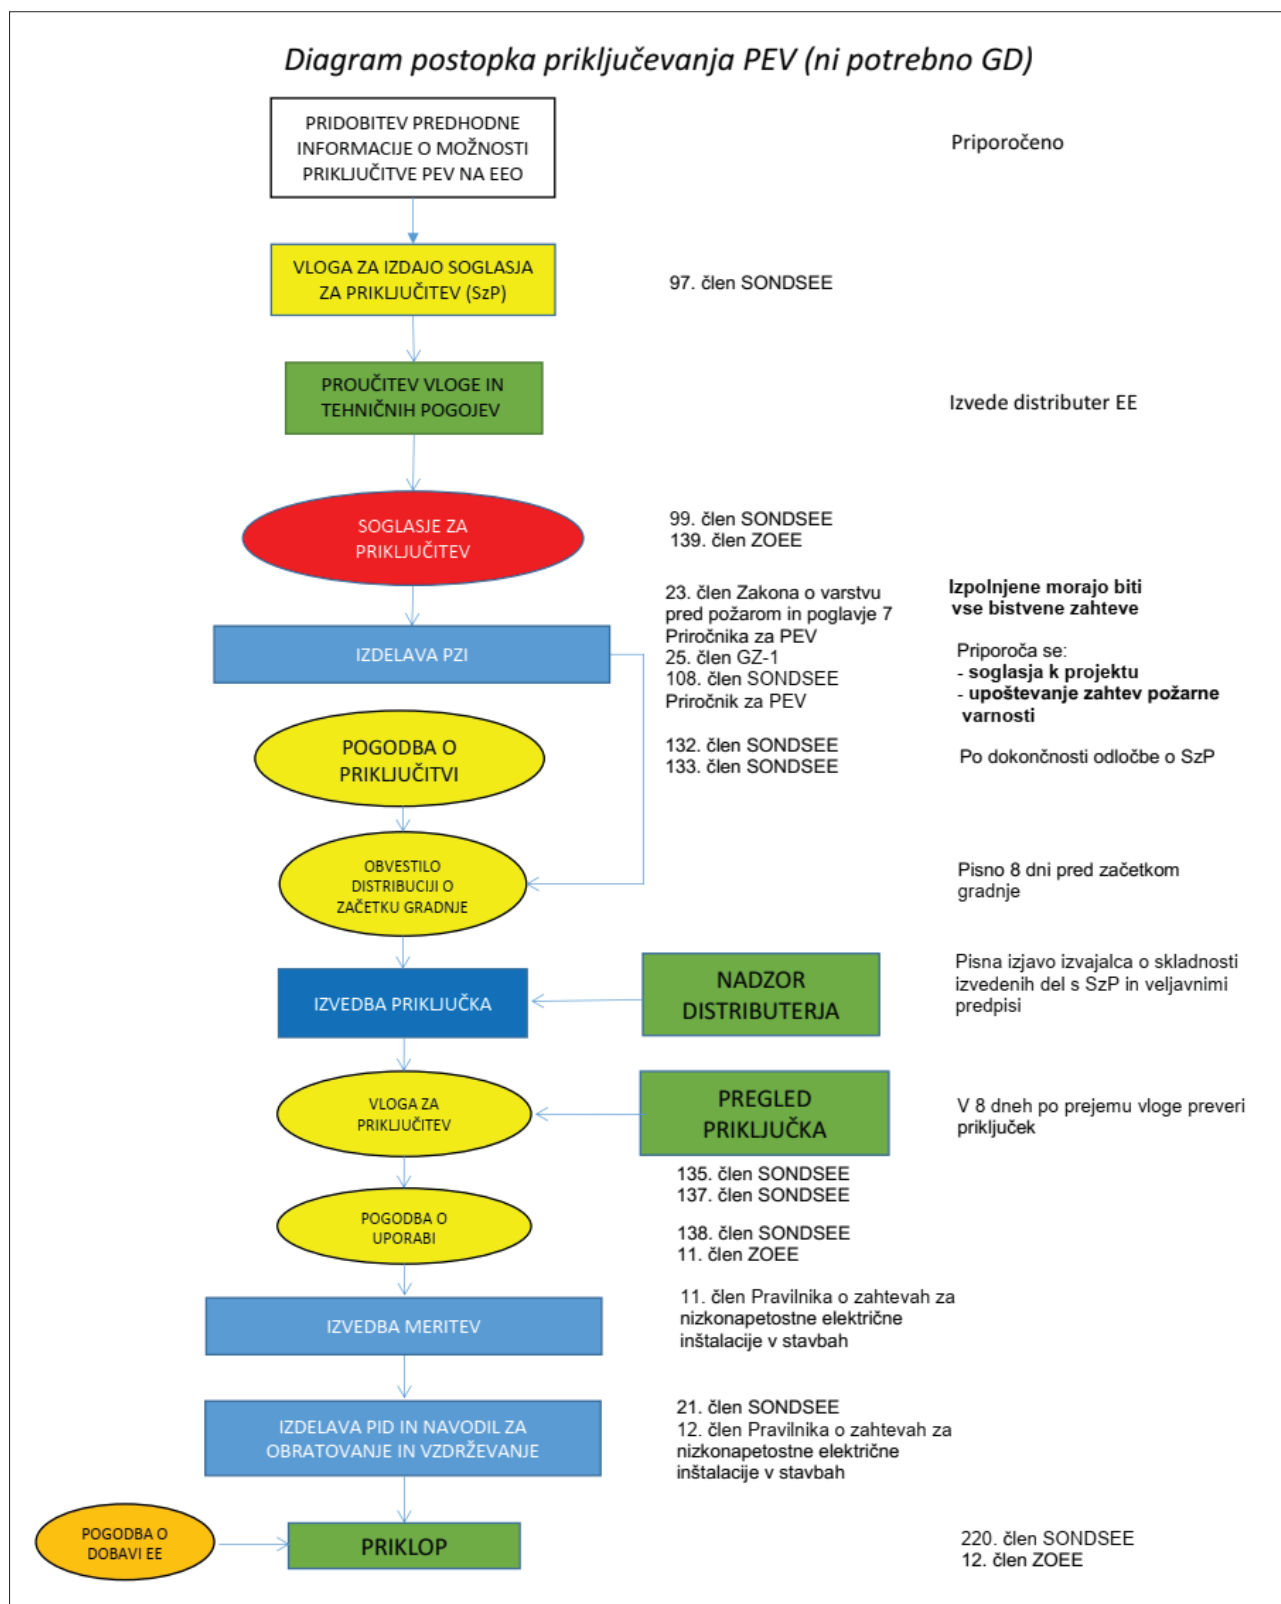 Diagram postopka priključevanja PEV (ni potrebno GD)
PRIDOBITEV PREDHODNE
INFORMACIJE O MOŽNOSTI
PRIKLJUČITVE PEV NA EEO
Priporočeno
VLOGA ZA IZDAJO SOGLASJA
ZA PRIKLJUČITEV (SzP)
97. člen SONDSEE
PROUČITEV VLOGE IN
TEHNIČNIH POGOJEV
Izvede distributer EE
SOGLASJE ZA
PRIKLJUČITEV
99. člen SONDSEE
139. člen ZOEE
IZDELAVA PZI
23. člen Zakona o varstvu
pred požarom in poglavje 7
Priročnika za PEV
25. člen GZ-1
108. člen SONDSEE
Priročnik za PEV
Izpolnjene morajo biti
vse bistvene zahteve
Priporoča se:
- soglasja k projektu
- upoštevanje zahtev požarne
varnosti
POGODBA O
PRIKLJUČITVI
132. člen SONDSEE
133. člen SONDSEE
Po dokončnosti odločbe o SzP
OBVESTILO
DISTRIBUCIJI O
ZAČETKU GRADNJE
Pisno 8 dni pred začetkom
gradnje
IZVEDBA PRIKLJUČKA
NADZOR
DISTRIBUTERJA
Pisna izjavo izvajalca o skladnosti
izvedenih del s SzP in veljavnimi
predpisi
VLOGA ZA
PRIKLJUČITEV
PREGLED
PRIKLJUČKA
V 8 dneh po prejemu vloge preveri
priključek
135. člen SONDSEE
137. člen SONDSEE
POGODBA O
UPORABI
138. člen SONDSEE
11. člen ZOEE
IZVEDBA MERITEV
11. člen Pravilnika o zahtevah za
nizkonapetostne električne
inštalacije v stavbah
IZDELAVA PID IN NAVODIL ZA
OBRATOVANJE IN VZDRŽEVANJE
21. člen SONDSEE
12. člen Pravilnika o zahtevah za
nizkonapetostne električne
inštalacije v stavbah
POGODBA O
DOBAVI EE
PRIKLOP
220. člen SONDSEE
12. člen ZOEE